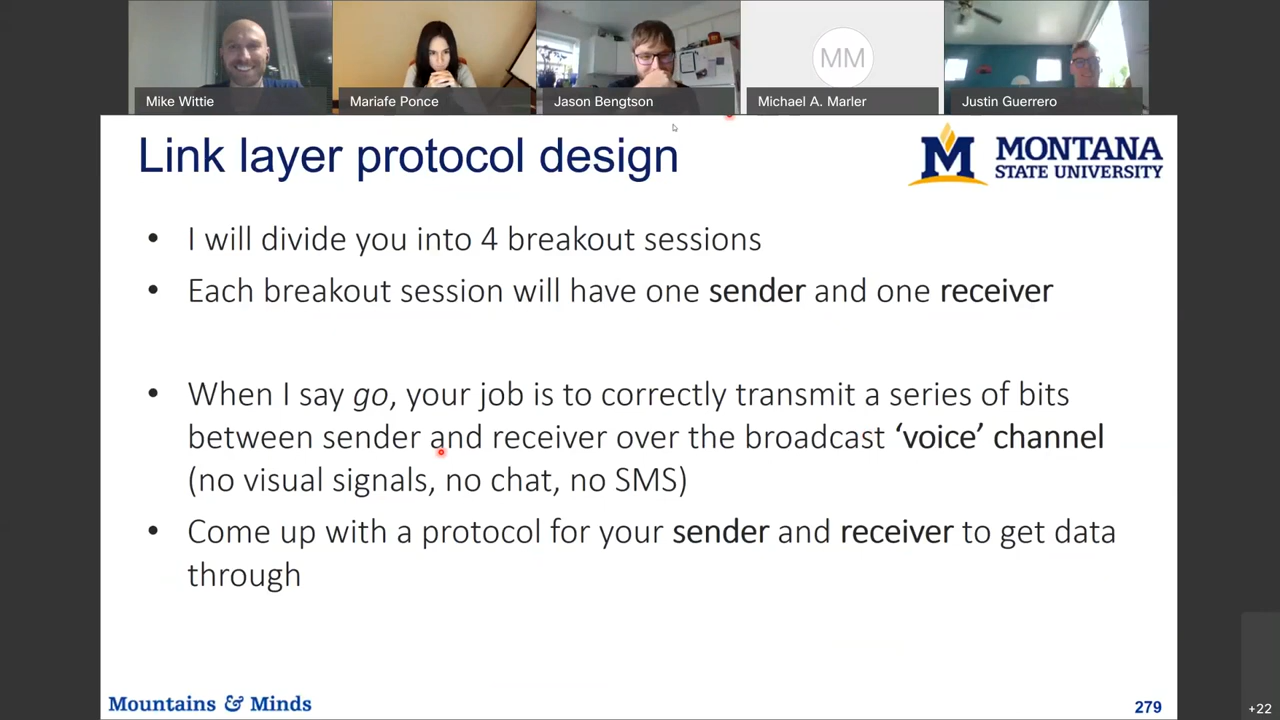 Mike Wittie
Mariafe Ponce
Jason Bengtson
MM
Michael A. Marler
Justin Guerrero
Link layer protocol design
M
MONTANA
STATE UNIVERSITY
• I will divide you into 4 breakout sessions
• Each breakout session will have one sender and one receiver
• When I say go, your job is to correctly transmit a series of bits
between sender and receiver over the broadcast ‘voice’ channel
(no visual signals, no chat, no SMS)
• Come up with a protocol for your sender and receiver to get data
through
Mountains & Minds
279
+22